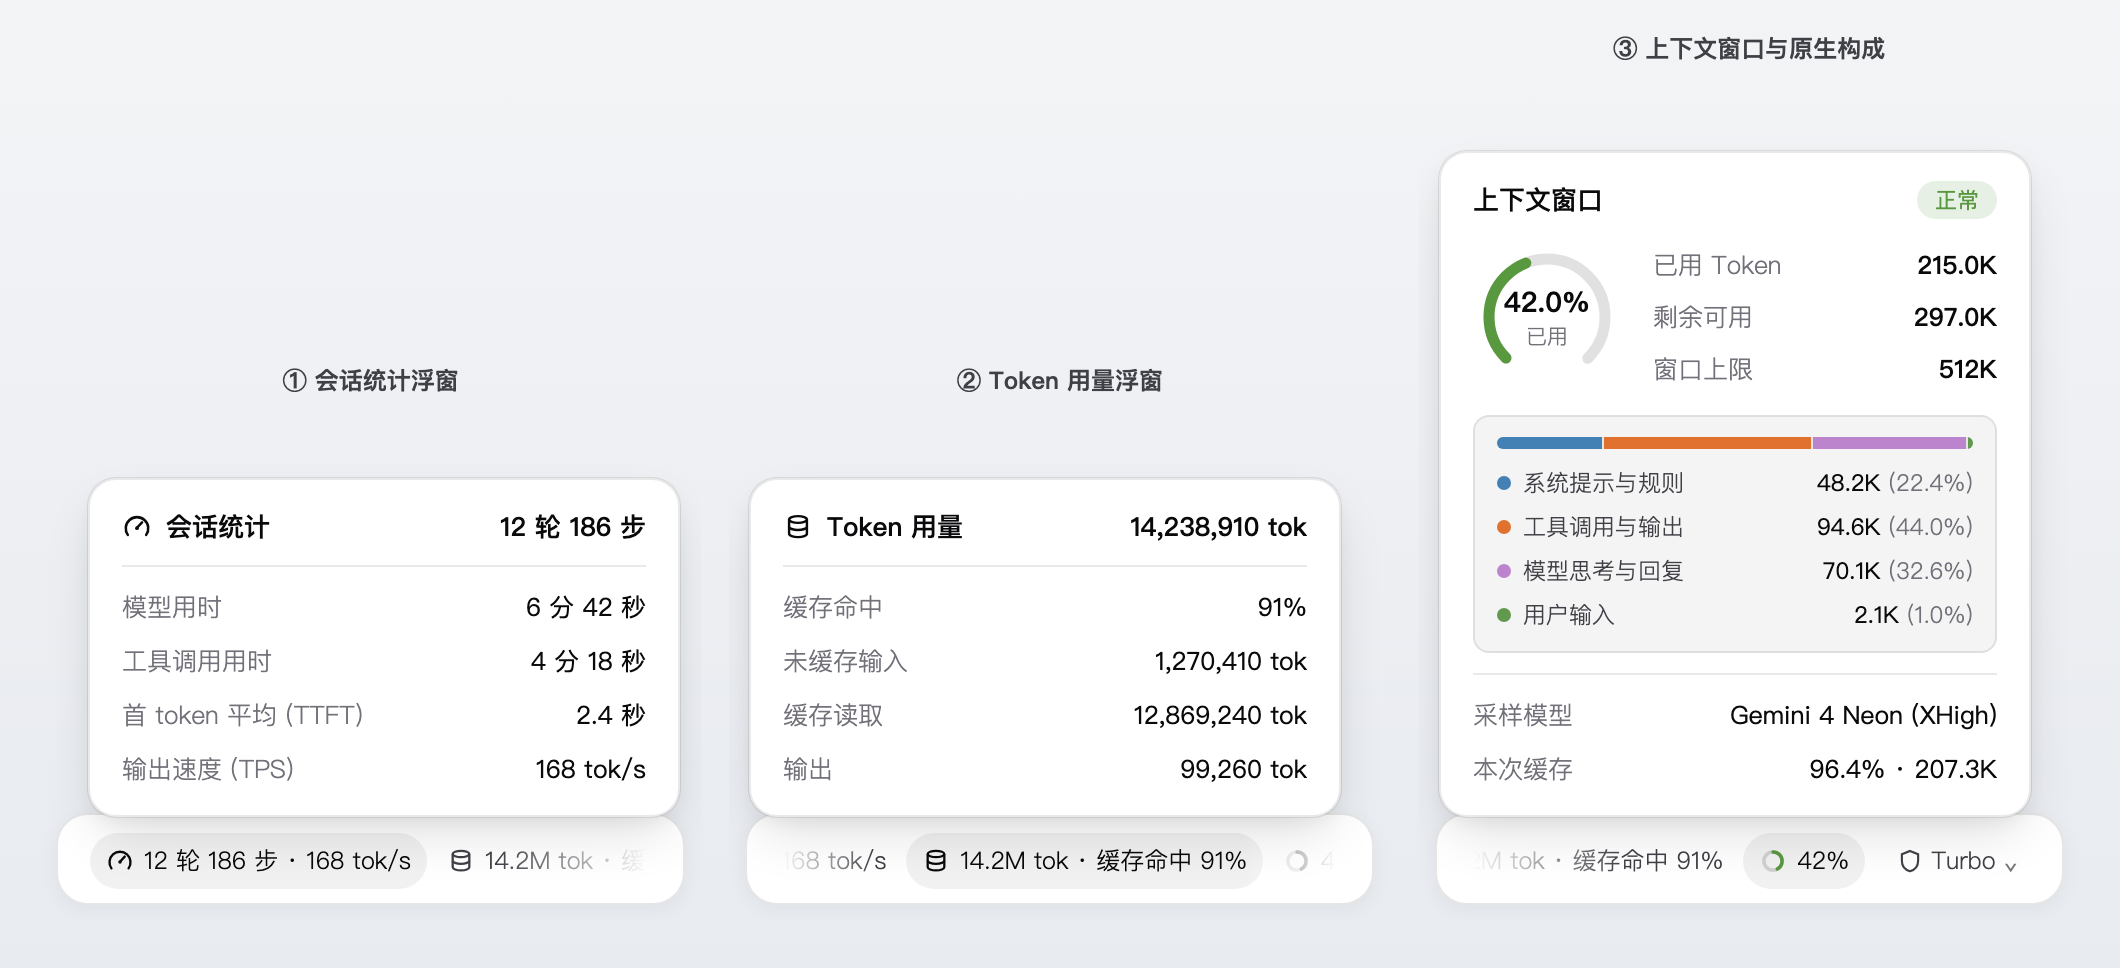 ③ 上下文窗口与原生构成
① 会话统计浮窗
② Token 用量浮窗
会话统计 12 轮 186 步
模型用时 6 分 42 秒
工具调用用时 4 分 18 秒
首 token 平均 (TTFT) 2.4 秒
输出速度 (TPS) 168 tok/s
12 轮 186 步 · 168 tok/s 14.2M tok · 缓
Token 用量 14,238,910 tok
缓存命中 91%
未缓存输入 1,270,410 tok
缓存读取 12,869,240 tok
输出 99,260 tok
168 tok/s 14.2M tok · 缓存命中 91% 4
上下文窗口 正常
42.0%
已用
已用 Token 215.0K
剩余可用 297.0K
窗口上限 512K
系统提示与规则 48.2K (22.4%)
工具调用与输出 94.6K (44.0%)
模型思考与回复 70.1K (32.6%)
用户输入 2.1K (1.0%)
采样模型 Gemini 4 Neon (XHigh)
本次缓存 96.4% · 207.3K
2M tok · 缓存命中 91% 42% Turbo